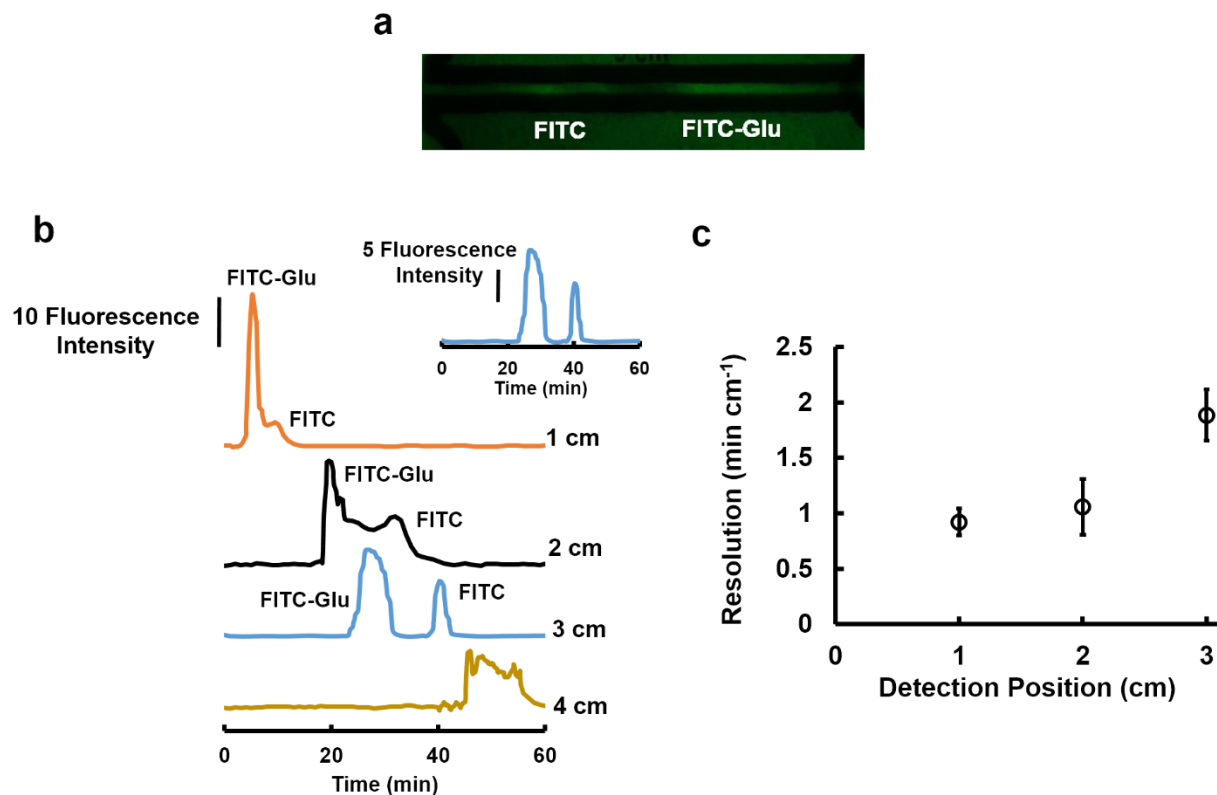 a
FITC
FITC-Glu
b
FITC-Glu
10 Fluorescence
Intensity
FITC
1 cm
5 Fluorescence
Intensity
0
20
40
60
Time (min)
FITC-Glu
FITC
2 cm
FITC-Glu
FITC
3 cm
4 cm
0
20
40
60
Time (min)
c
Resolution (min cm⁻¹)
2.5
2
1.5
1
0.5
0
0
1
2
3
Detection Position (cm)